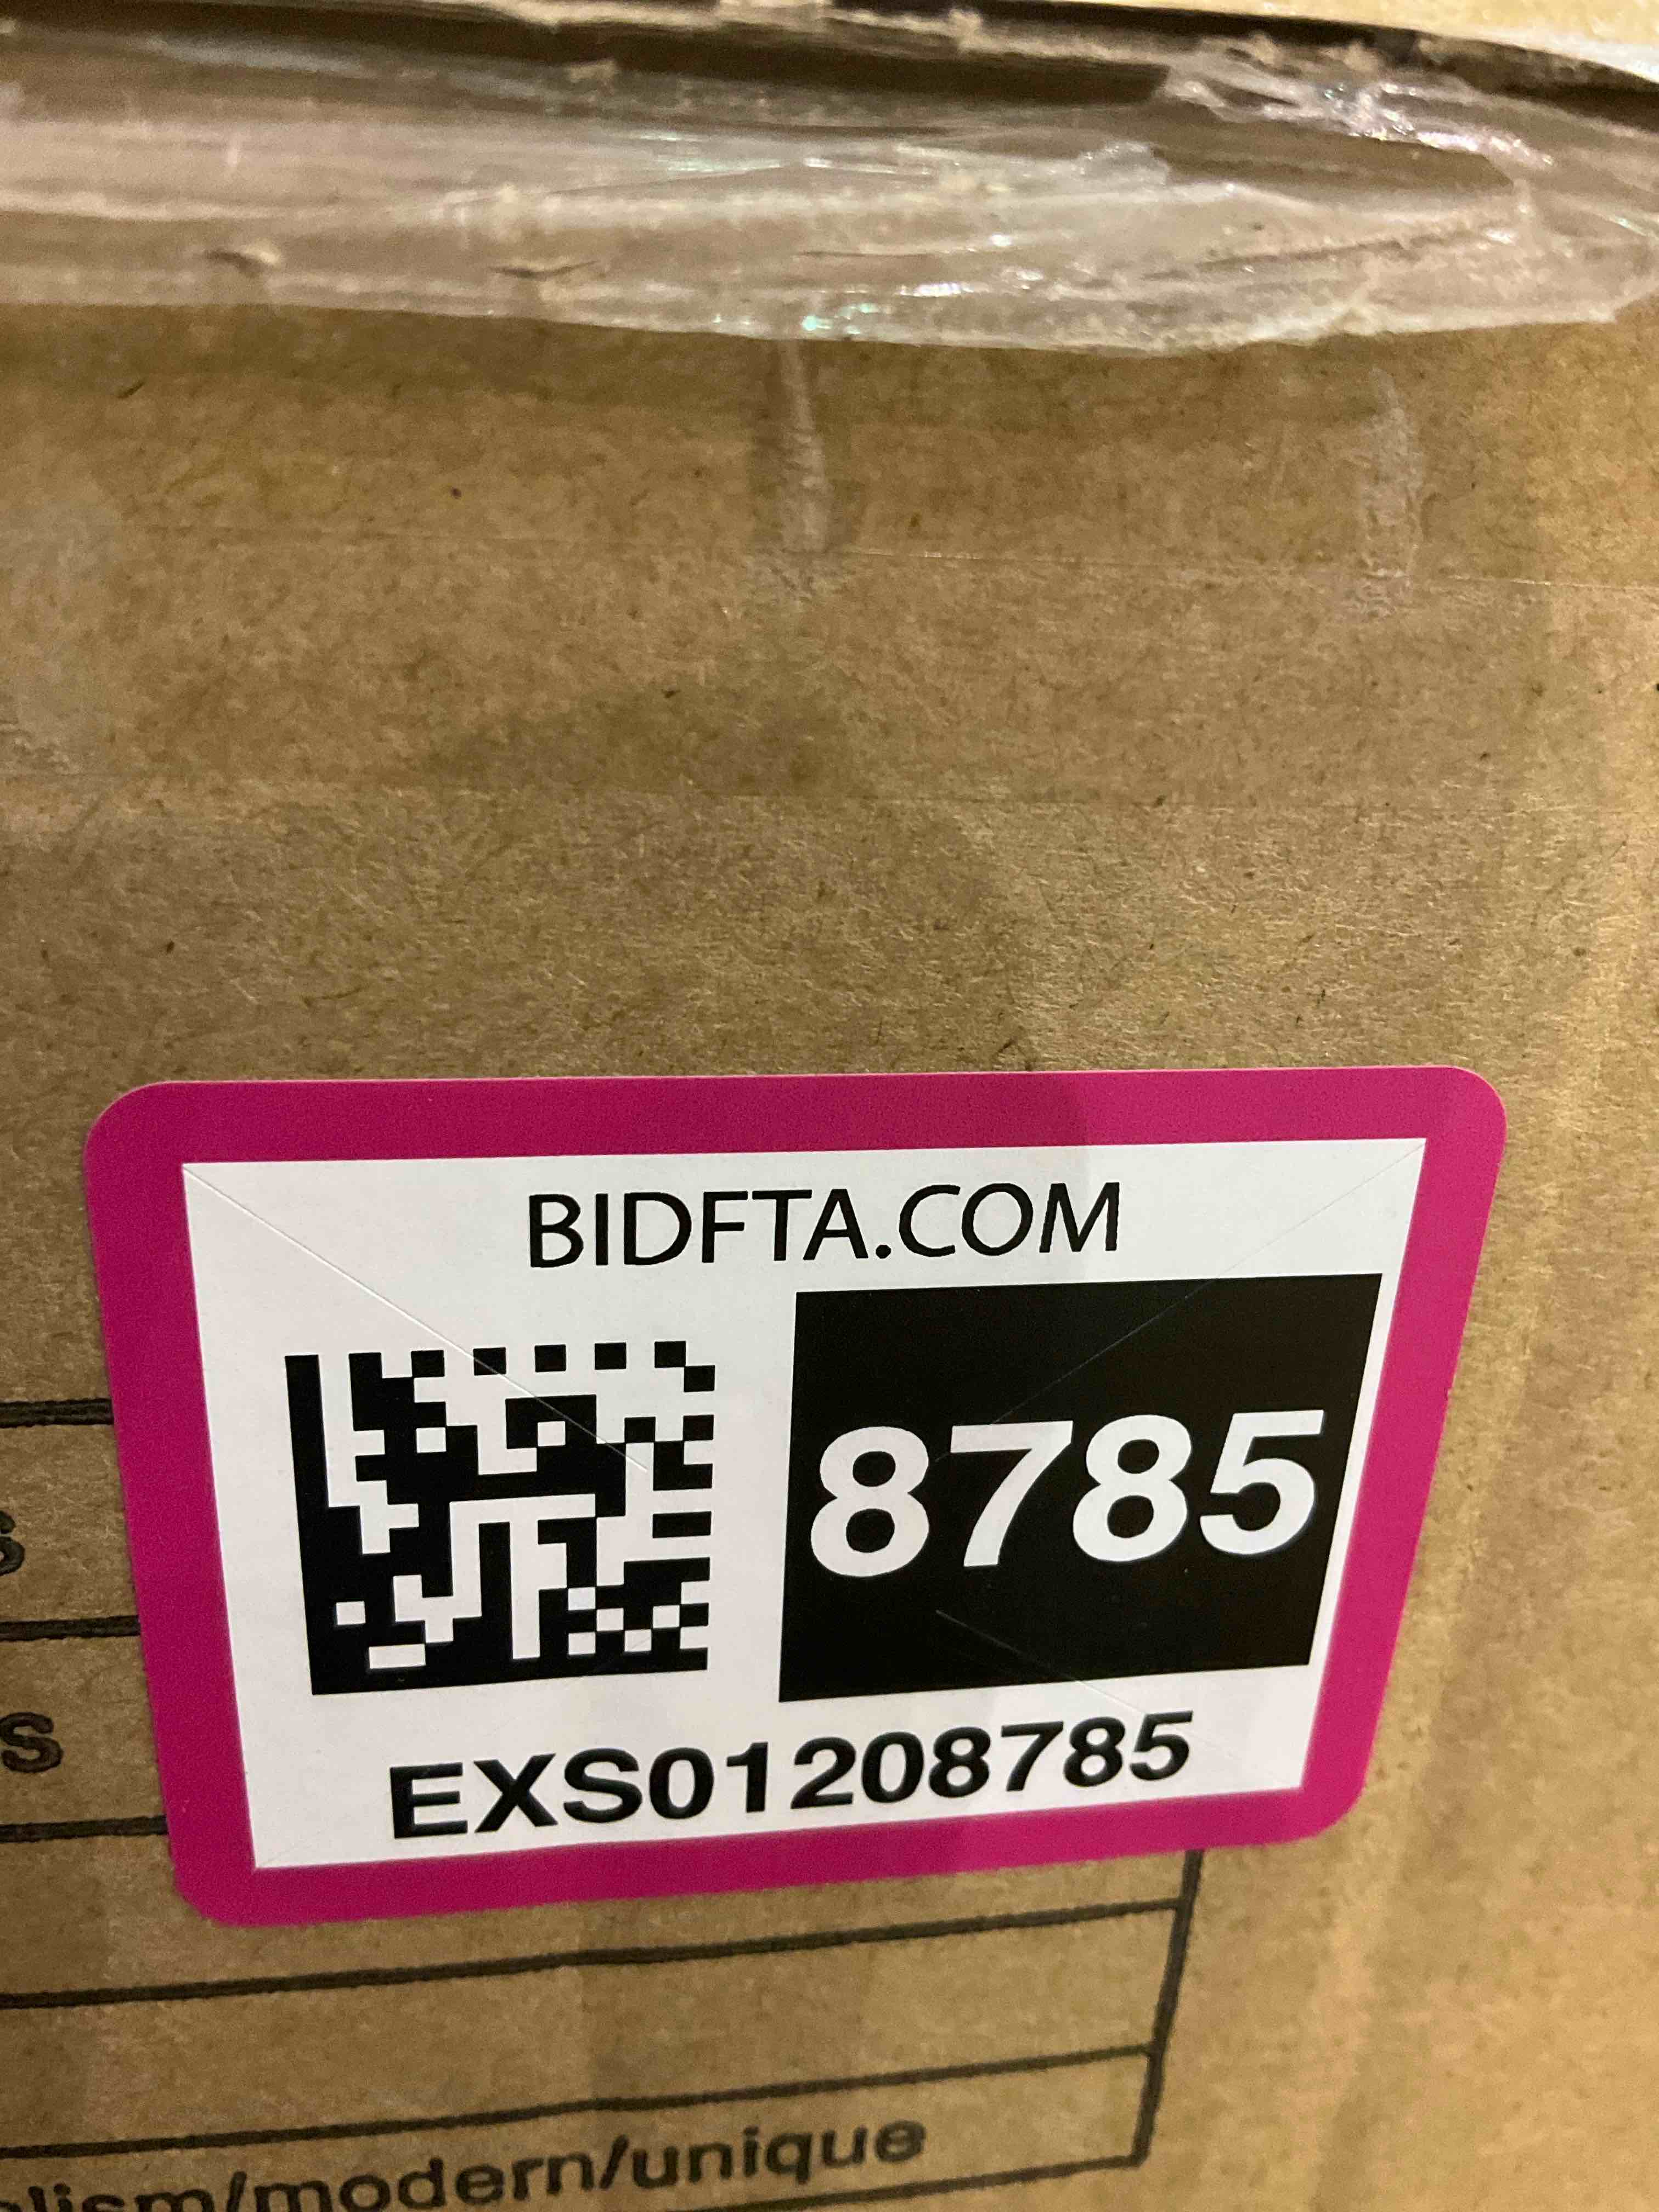 BIDFTA.COM
8785
EXS01208785
s
s
lism/modern/unique